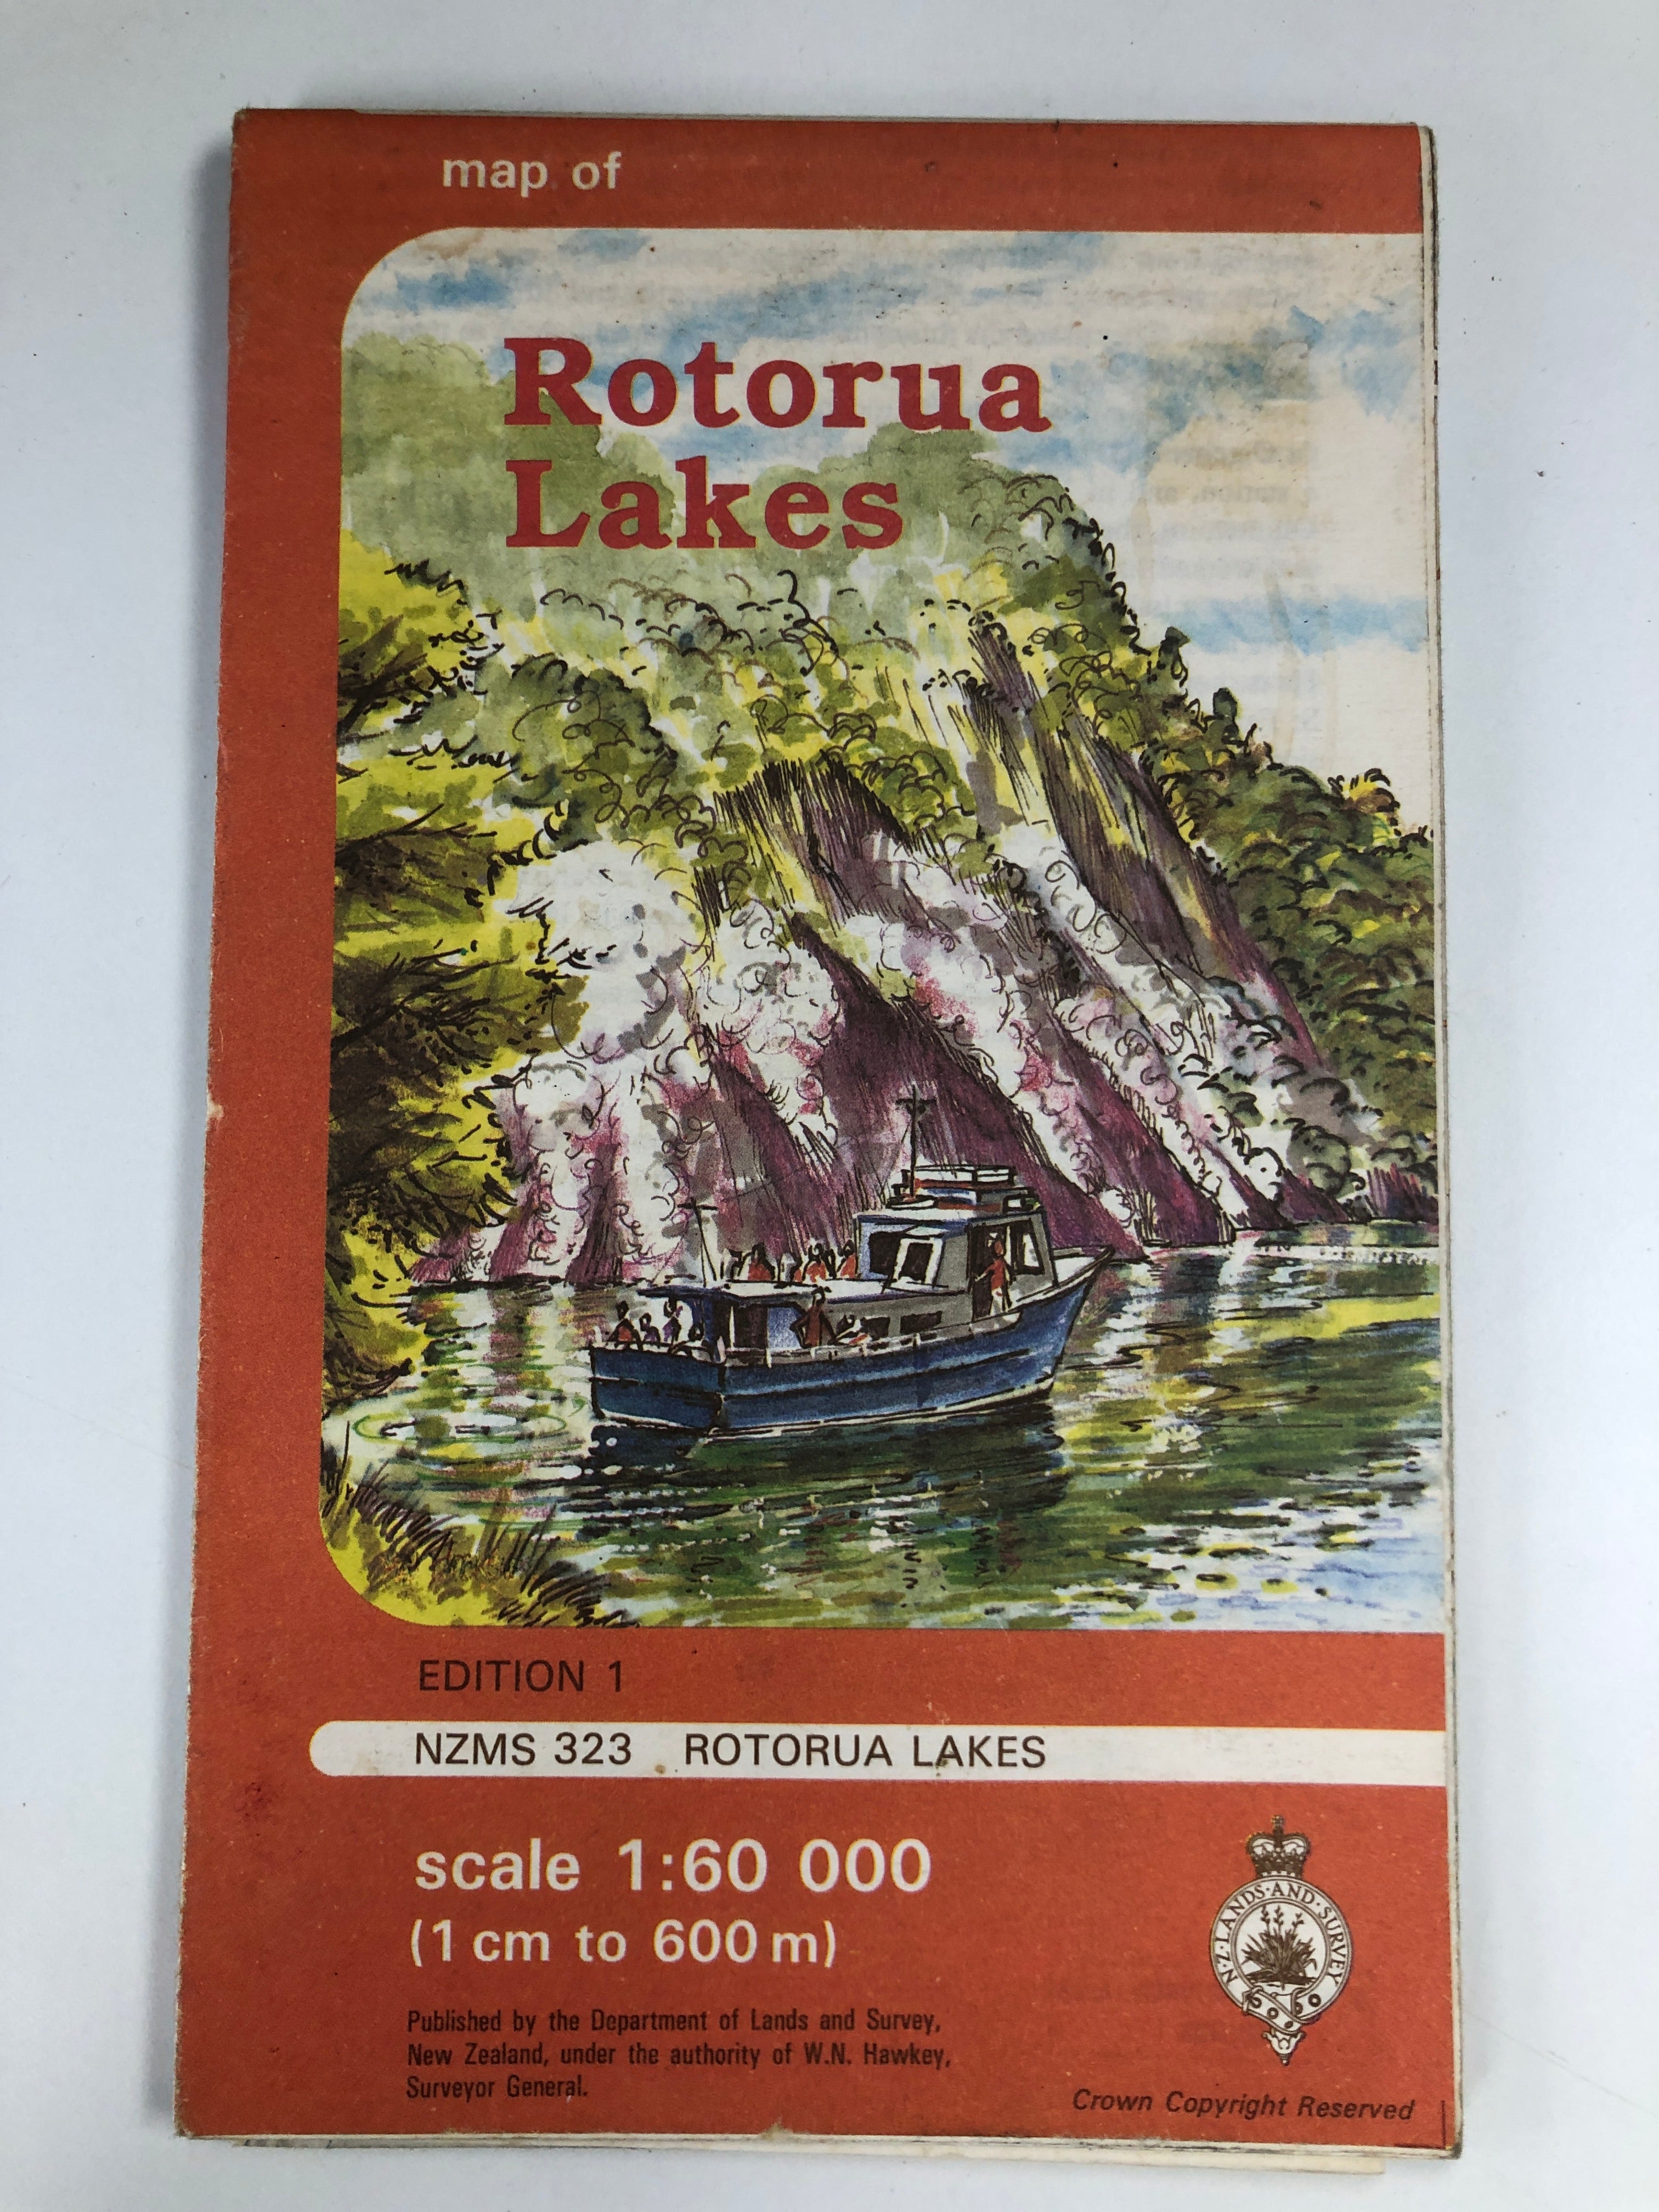 map of
Rotorua
Lakes
EDITION 1
NZMS 323 ROTORUA LAKES
scale 1:60 000
(1 cm to 600 m)
N·Z·LANDS·AND·SURVEY
Published by the Department of Lands and Survey,
New Zealand, under the authority of W.N. Hawkey,
Surveyor General.
Crown Copyright Reserved